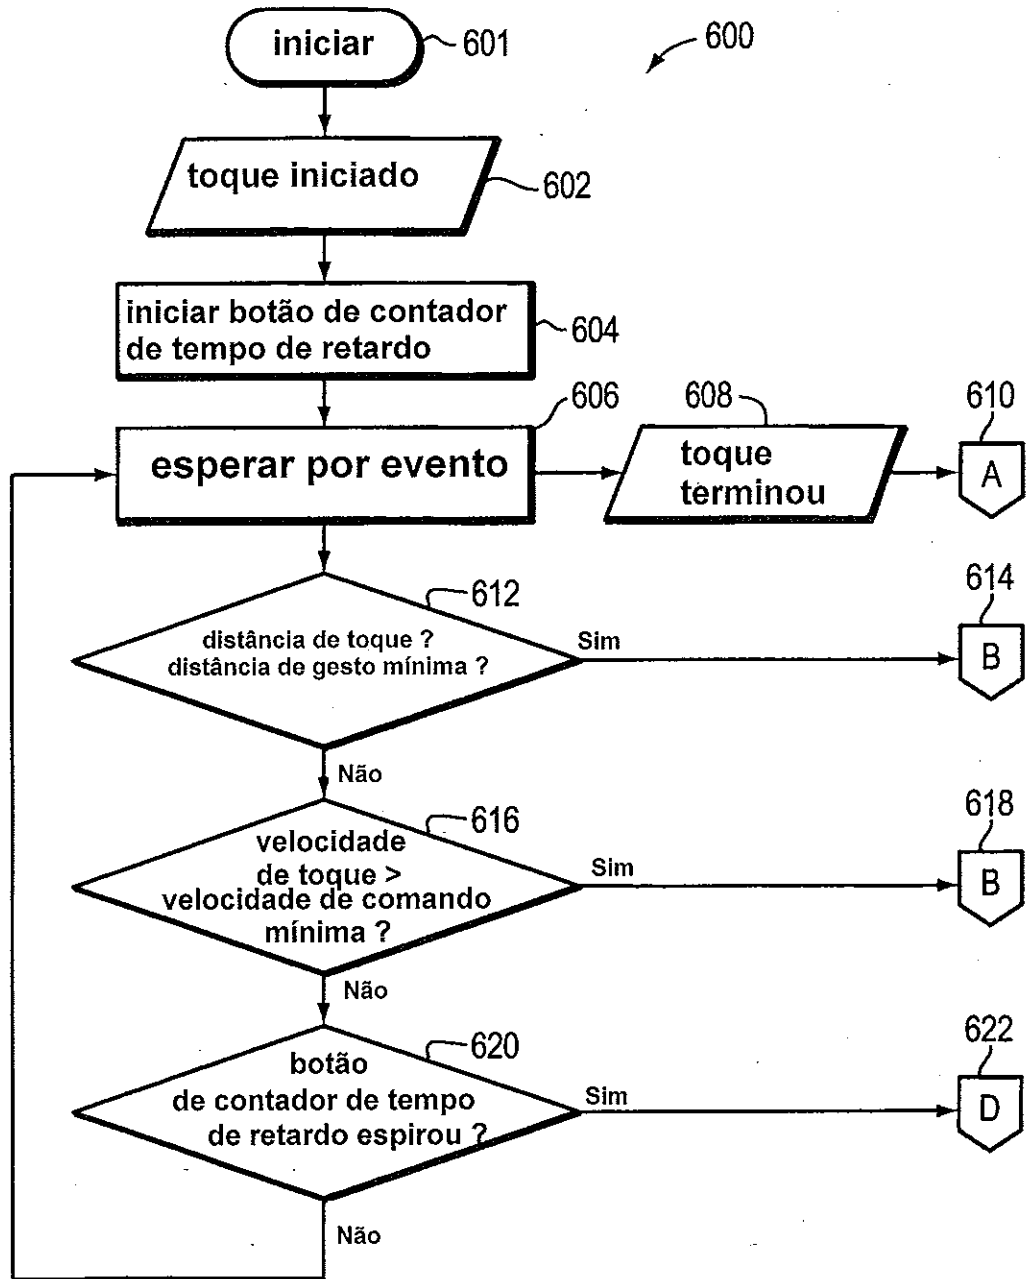 iniciar
601
600
toque iniciado
602
iniciar botão de contador
de tempo de retardo
604
esperar por evento
606
608
toque
terminou
610
A
612
distância de toque ?
distância de gesto mínima ?
Sim
614
B
Não
616
velocidade
de toque >
velocidade de comando
mínima ?
Sim
618
B
Não
620
botão
de contador de tempo
de retardo espirou ?
Sim
622
D
Não